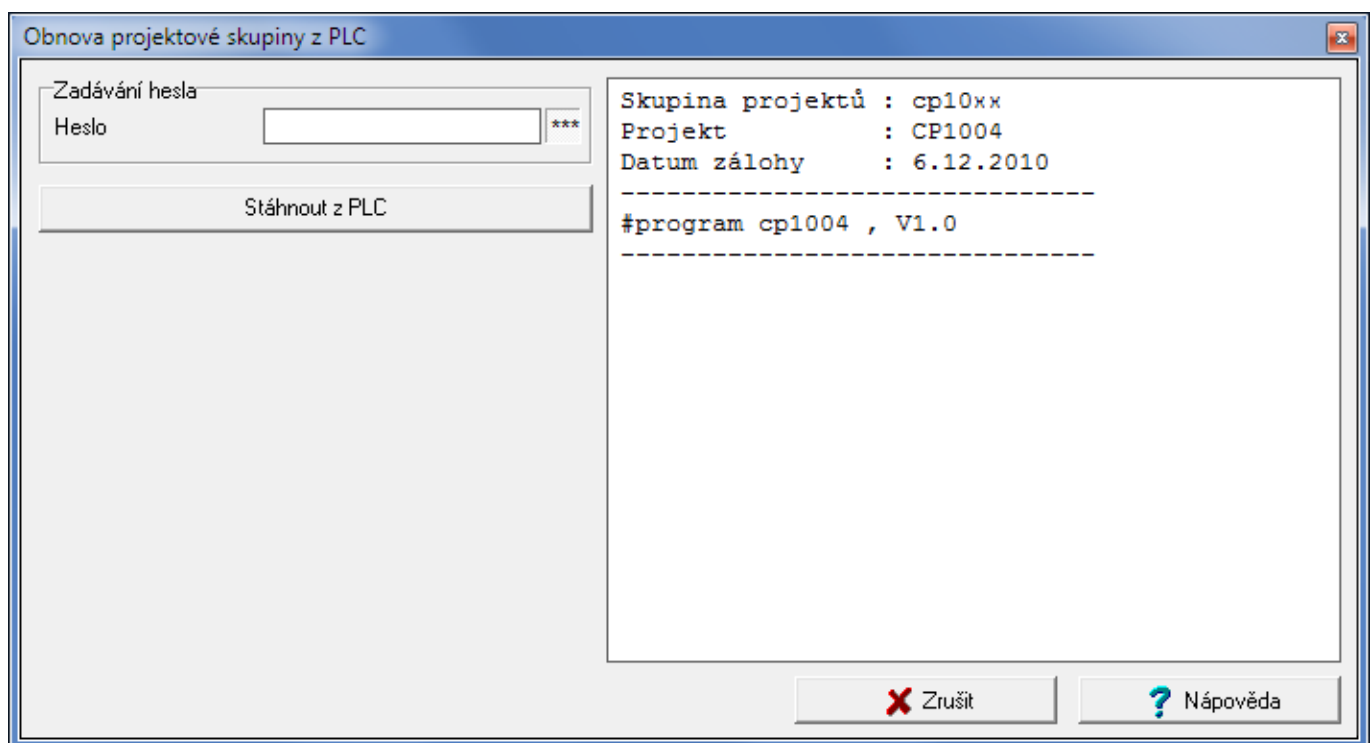 Obnova projektové skupiny z PLC
Zadávání hesla
Heslo
***
Stáhnout z PLC
Skupina projektů : cp10xx
Projekt : CP1004
Datum zálohy : 6.12.2010
-------------------------------
#program cp1004 , V1.0
-------------------------------
Zrušit
Nápověda